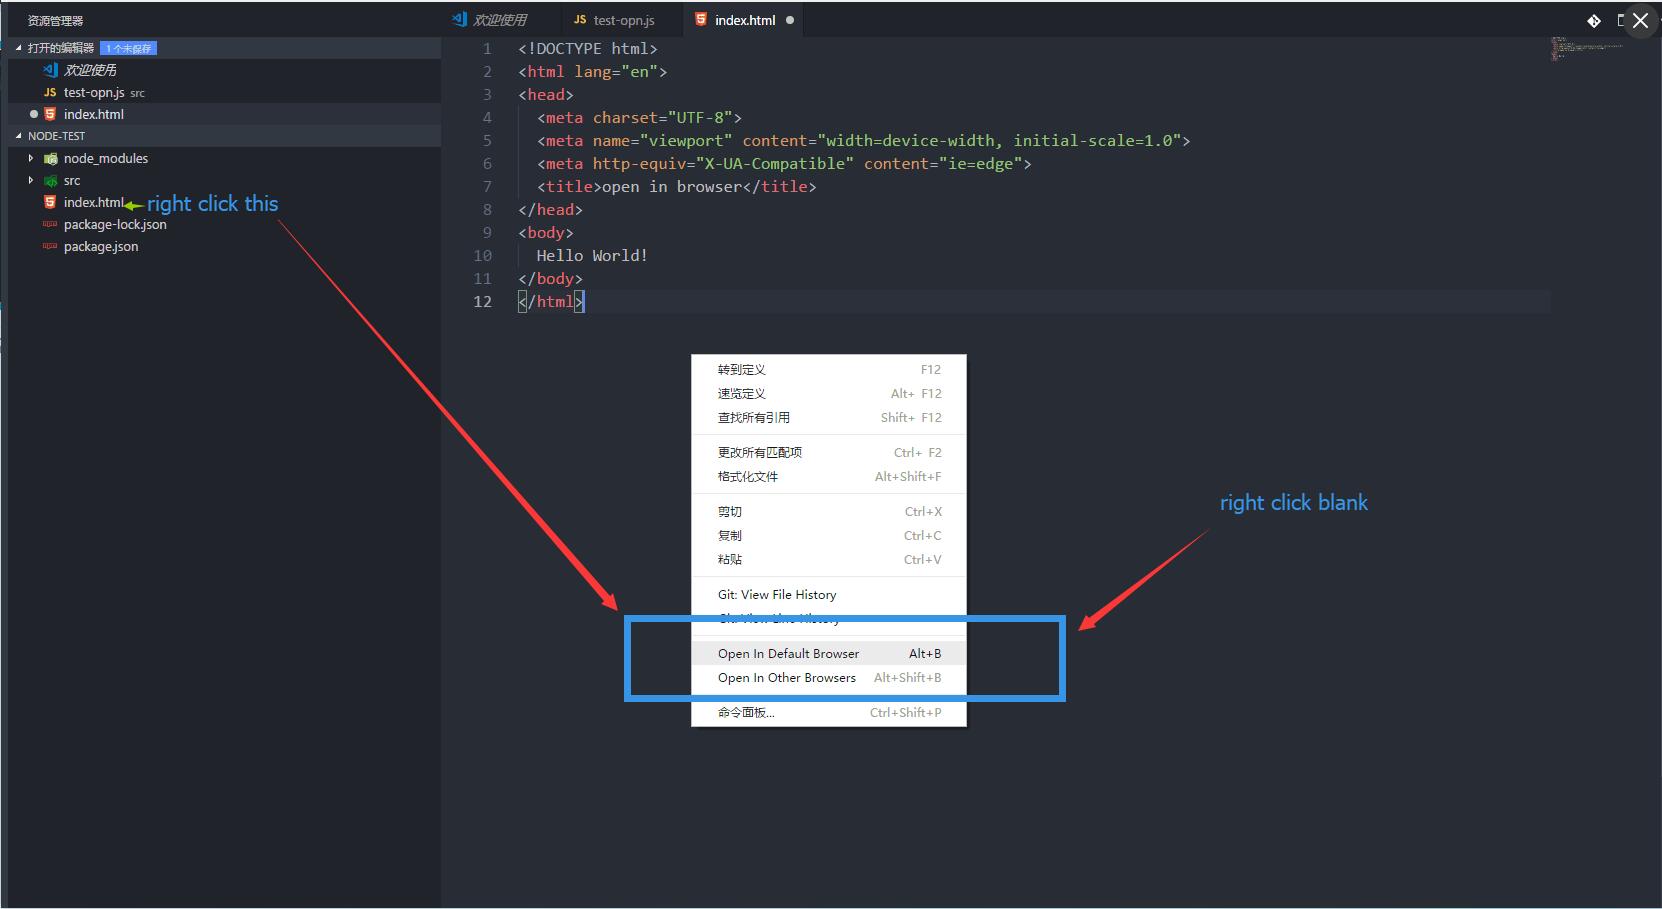 资源管理器
欢迎使用
JS test-opn.js
index.html
打开的编辑器 1 个未保存
欢迎使用
JS test-opn.js src
index.html
NODE-TEST
node_modules
src
index.html
right click this
package-lock.json
package.json
1 <!DOCTYPE html>
2 <html lang="en">
3 <head>
4 <meta charset="UTF-8">
5 <meta name="viewport" content="width=device-width, initial-scale=1.0">
6 <meta http-equiv="X-UA-Compatible" content="ie=edge">
7 <title>open in browser</title>
8 </head>
9 <body>
10 Hello World!
11 </body>
12 </html>
转到定义 F12
速览定义 Alt+ F12
查找所有引用 Shift+ F12
更改所有匹配项 Ctrl+ F2
格式化文件 Alt+Shift+F
剪切 Ctrl+X
复制 Ctrl+C
粘贴 Ctrl+V
Git: View File History
Git: View Line History
Open In Default Browser Alt+B
Open In Other Browsers Alt+Shift+B
命令面板... Ctrl+Shift+P
right click blank